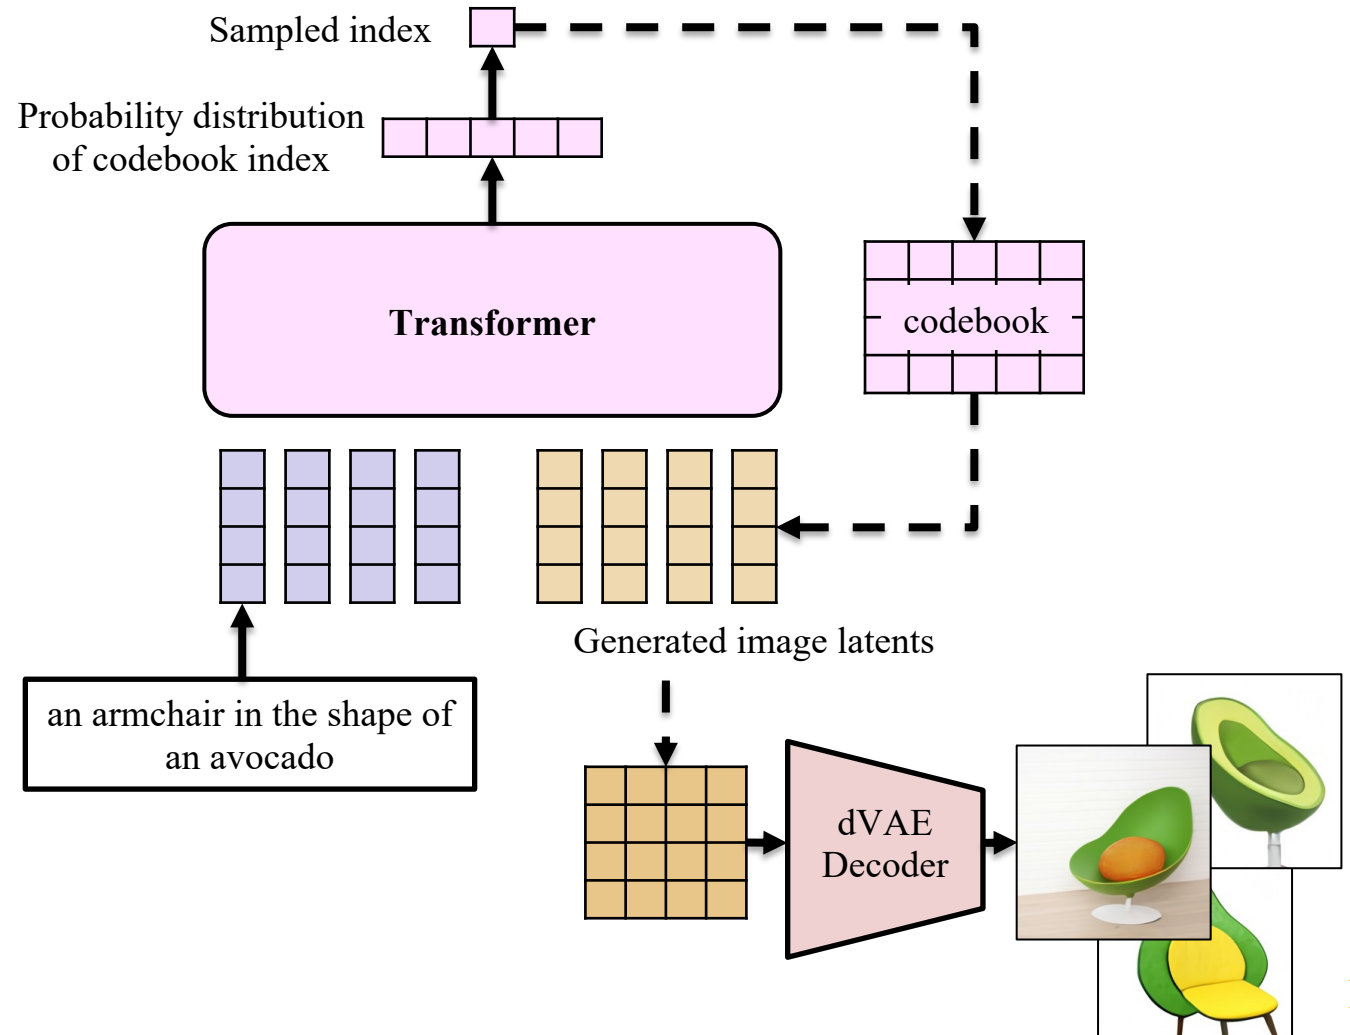 Sampled index
Probability distribution
of codebook index
Transformer
codebook
Generated image latents
an armchair in the shape of
an avocado
dVAE
Decoder